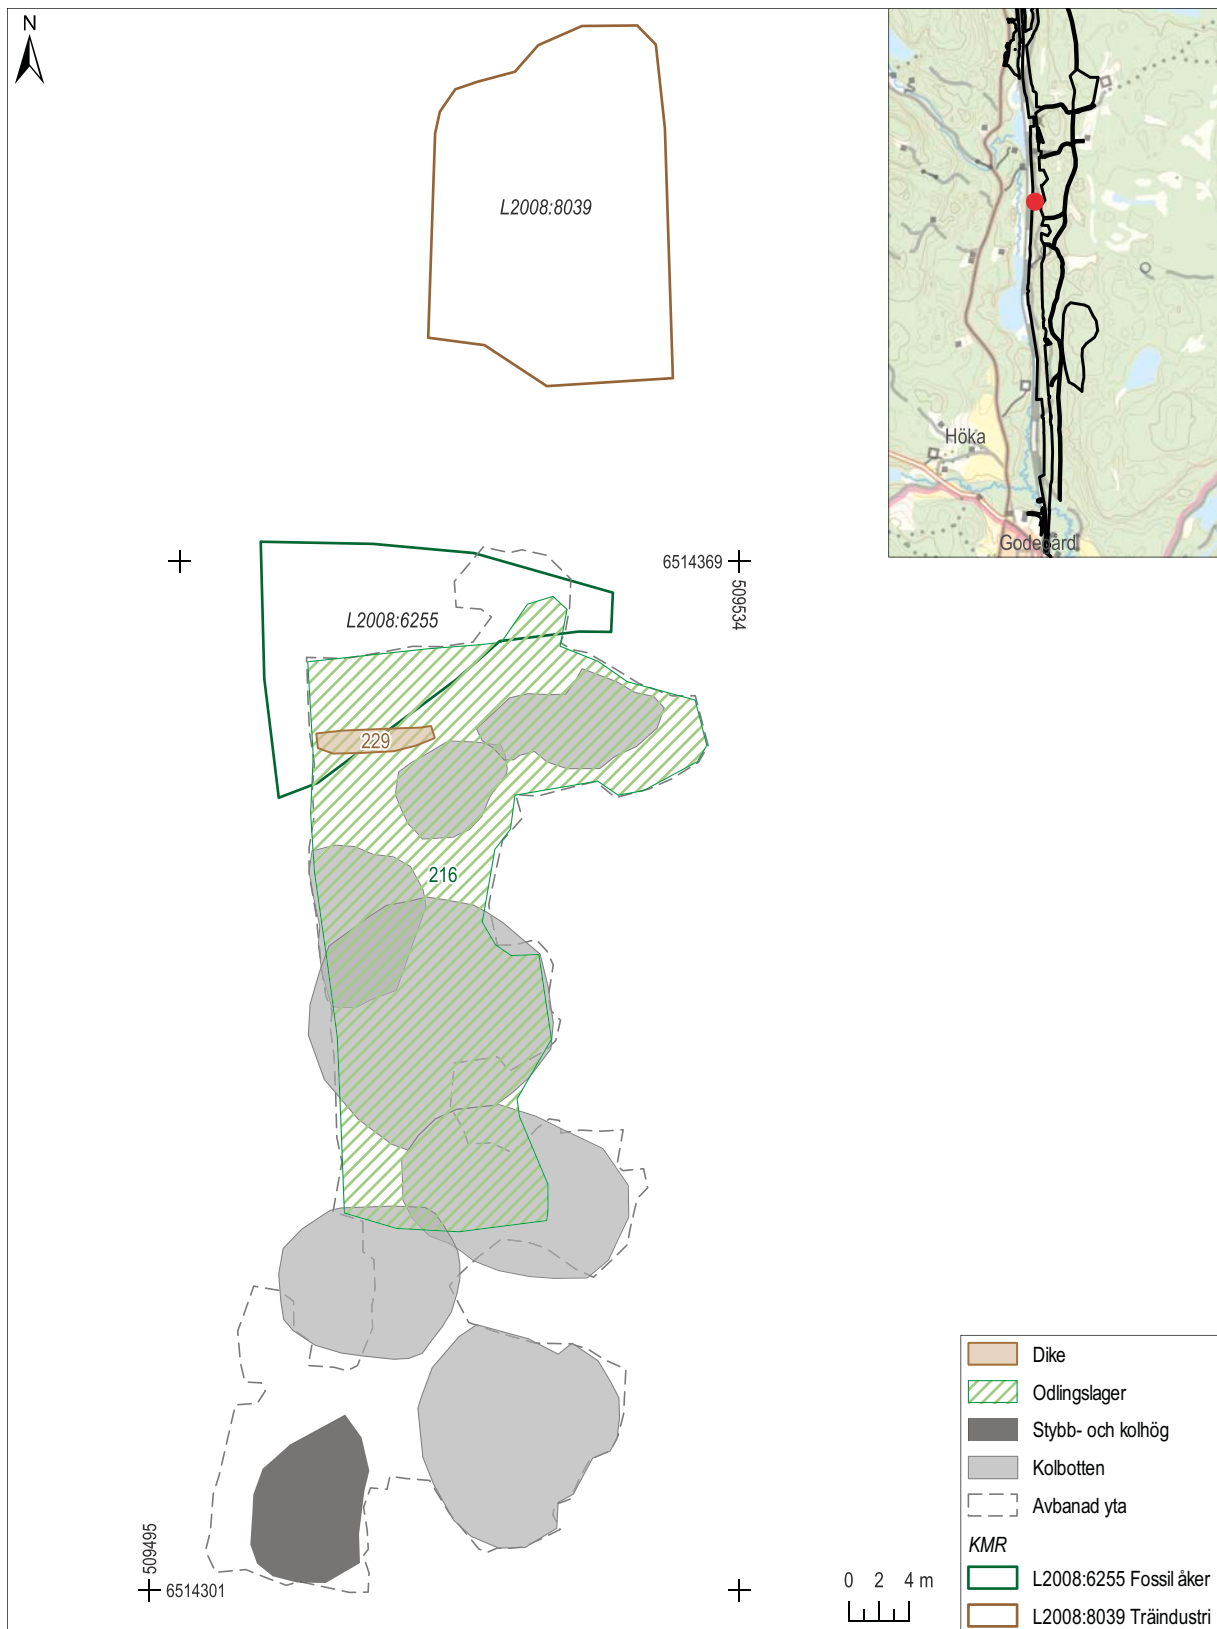 N
L2008:8039
Höka
Godegård
6514369
509534
L2008:6255
229
216
509495
6514301
0 2 4 m
Dike
Odlingslager
Stybb- och kolhög
Kolbotten
Avbanad yta
KMR
L2008:6255 Fossil åker
L2008:8039 Träindustri